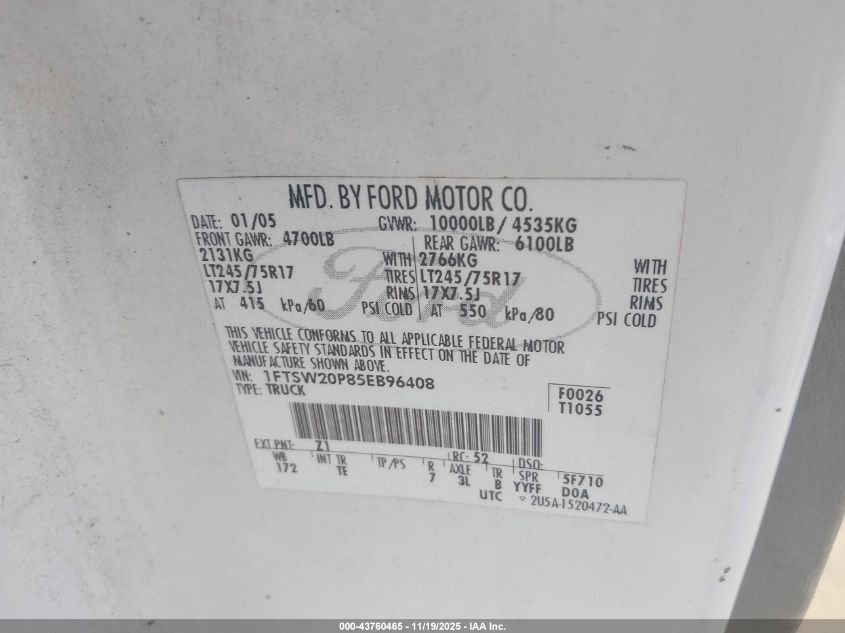 MFD. BY FORD MOTOR CO.
DATE: 01/05 GVWR: 10000LB/ 4535KG
FRONT GAWR: 4700LB REAR GAWR: 6100LB
2131KG WITH 2766KG WITH
LT245/75R17 TIRES LT245/75R17 TIRES
17X7.5J RIMS 17X7.5J RIMS
AT 415 kPa/60 PSI COLD AT 550 kPa/80 PSI COLD
Ford
THIS VEHICLE CONFORMS TO ALL APPLICABLE FEDERAL MOTOR
VEHICLE SAFETY STANDARDS IN EFFECT ON THE DATE OF
MANUFACTURE SHOWN ABOVE.
VIN: 1FTSW20P85EB96408
TYPE: TRUCK
F0026
T1055
EXT PNT: Z1 RC: 52 DSO:
WB INT TR TP/PS R AXLE TR SPR 5F710
172 TE 7 3L B YYFF DOA
UTC ▽ 2U5A-1520472-AA
000-43760465 - 11/19/2025 - IAA Inc.